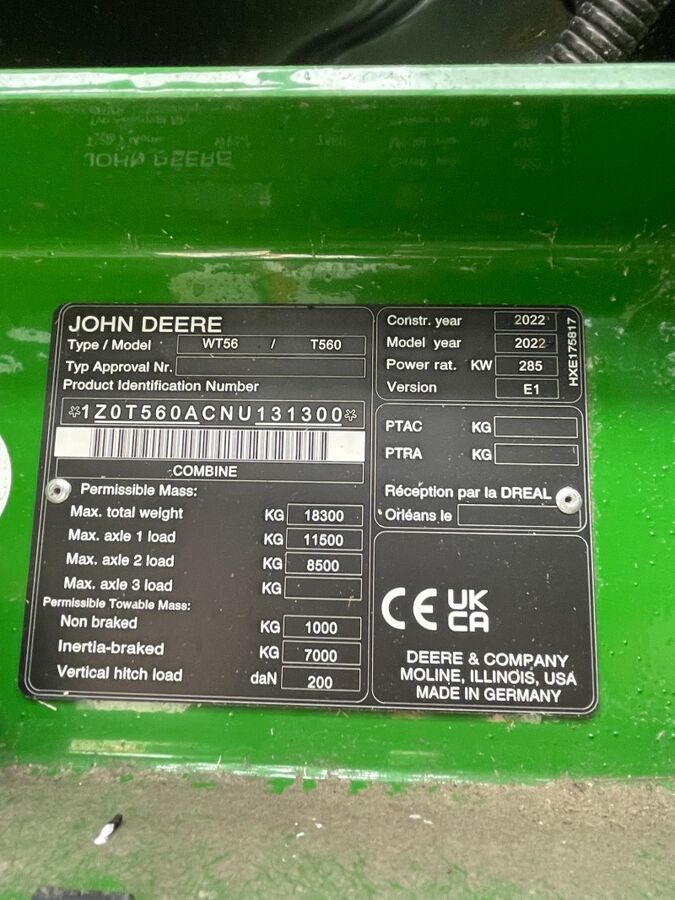 JOHN DEERE
Type / Model WT56 / T560
Typ Approval Nr.
Product Identification Number
*1Z0T560ACNU131300*
COMBINE
Permissible Mass:
Max. total weight KG 18300
Max. axle 1 load KG 11500
Max. axle 2 load KG 8500
Max. axle 3 load KG
Permissible Towable Mass:
Non braked KG 1000
Inertia-braked KG 7000
Vertical hitch load daN 200
Constr. year 2022
Model year 2022
Power rat. KW 285
Version E1
HXE175817
PTAC KG
PTRA KG
Réception par la DREAL
Orléans le
CE UK
CA
DEERE & COMPANY
MOLINE, ILLINOIS, USA
MADE IN GERMANY